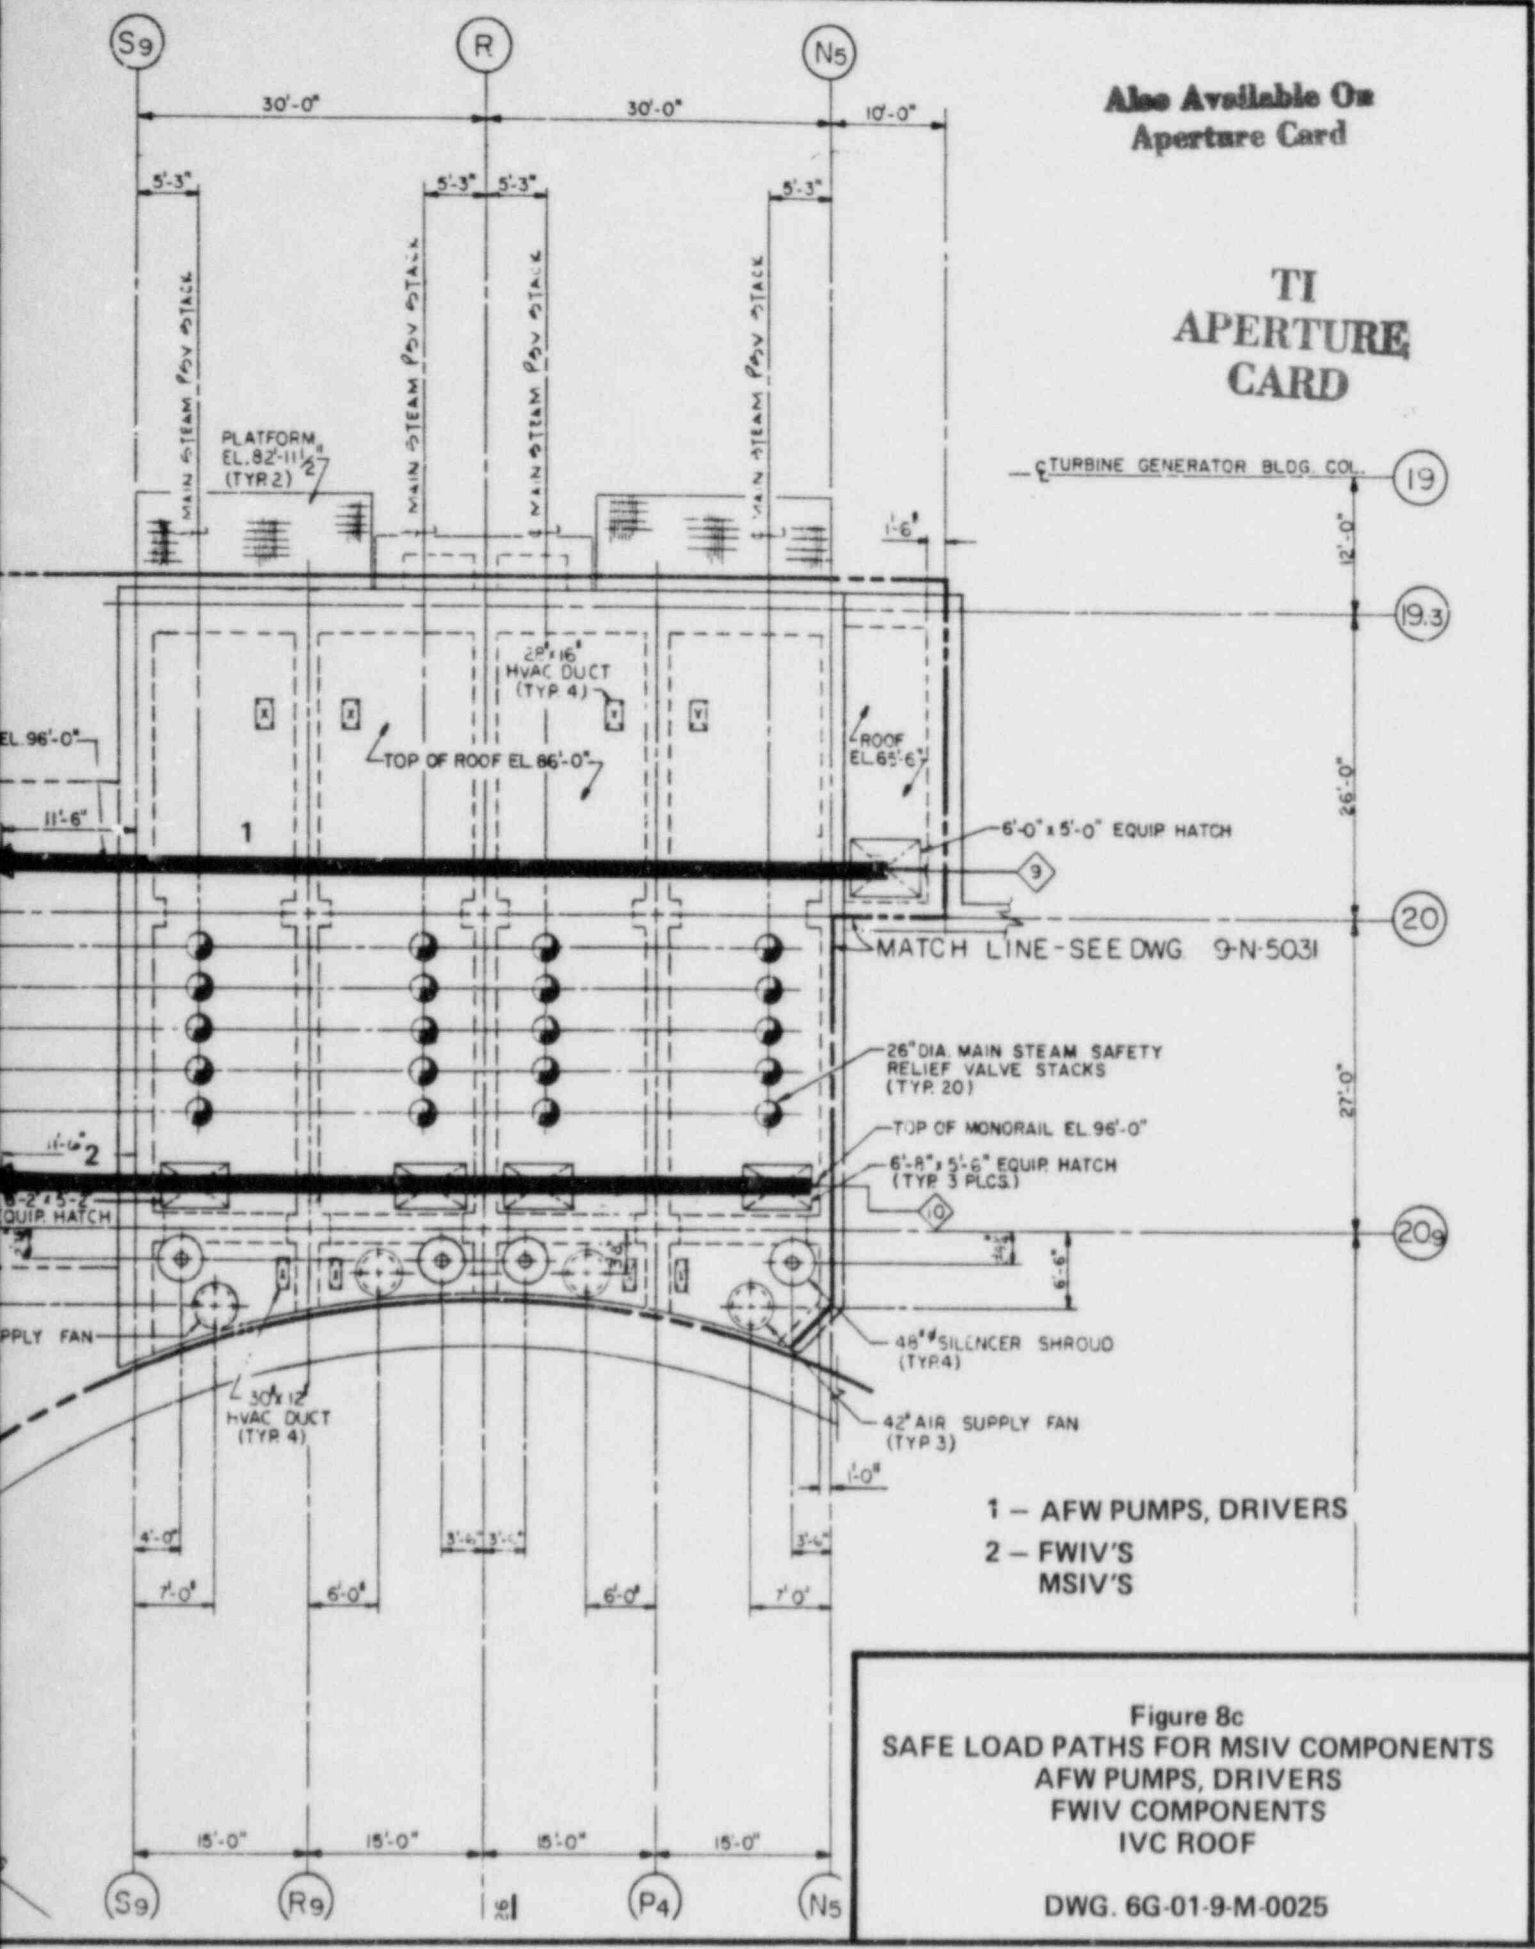 S9
R
N5
Also Available On
Aperture Card
30'-0"
30'-0"
10'-0"
5'-3"
5'-3"
5'-3"
5'-3"
MAIN STEAM PSV STACK
MAIN STEAM PSV STACK
MAIN STEAM PSV STACK
MAIN STEAM PSV STACK
TI
APERTURE
CARD
PLATFORM
EL.82'-11 1/2"
(TYP. 2)
℄ TURBINE GENERATOR BLDG. COL.
19
1'-6"
12'-0"
19.3
28"x16"
HVAC DUCT
(TYP. 4)
X
X
Y
Y
EL. 96'-0"
TOP OF ROOF EL. 86'-0"
ROOF
EL.65'-6"
26'-0"
11'-6"
1
6'-0" x 5'-0" EQUIP HATCH
9
20
MATCH LINE-SEE DWG 9-N-5031
26" DIA. MAIN STEAM SAFETY
RELIEF VALVE STACKS
(TYP. 20)
27'-0"
TOP OF MONORAIL EL. 96'-0"
11'-6"
2
6'-8" x 5'-6" EQUIP. HATCH
(TYP. 3 PLCS.)
10
QUIP. HATCH
20.9
6'-6"
PPLY FAN
48"ø SILENCER SHROUD
(TYP.4)
30"x12"
HVAC DUCT
(TYP. 4)
42" AIR SUPPLY FAN
(TYP. 3)
1'-0"
1 – AFW PUMPS, DRIVERS
2 – FWIV'S
MSIV'S
4'-0"
3'-6"
3'-6"
3'-6"
7'-0"
6'-0"
6'-0"
7'-0"
Figure 8c
SAFE LOAD PATHS FOR MSIV COMPONENTS
AFW PUMPS, DRIVERS
FWIV COMPONENTS
IVC ROOF
DWG. 6G-01-9-M-0025
15'-0"
15'-0"
15'-0"
15'-0"
S9
R9
P4
N5